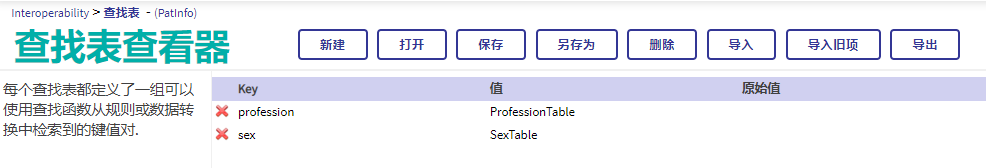 Interoperability > 查找表 - (PatInfo)
查找表查看器
新建 打开 保存 另存为 删除 导入 导入旧项 导出
每个查找表都定义了一组可以
使用查找函数从规则或数据转
换中检索到的键值对.
Key 值 原始值
profession ProfessionTable
sex SexTable